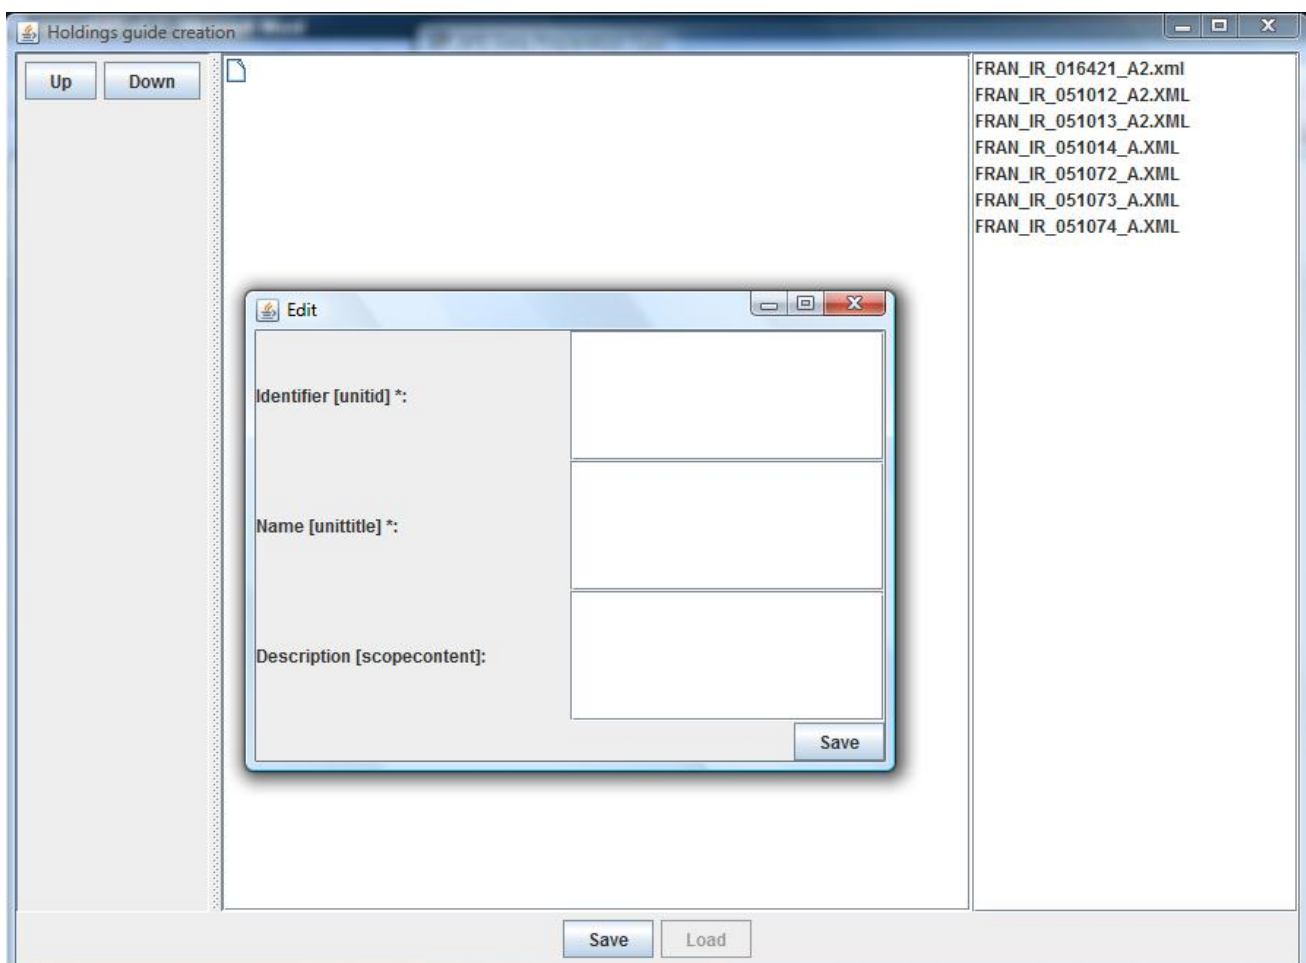 Holdings guide creation
Up Down
FRAN_IR_016421_A2.xml
FRAN_IR_051012_A2.XML
FRAN_IR_051013_A2.XML
FRAN_IR_051014_A.XML
FRAN_IR_051072_A.XML
FRAN_IR_051073_A.XML
FRAN_IR_051074_A.XML
Edit
Identifier [unitid] *:
Name [unittitle] *:
Description [scopecontent]:
Save
Save Load